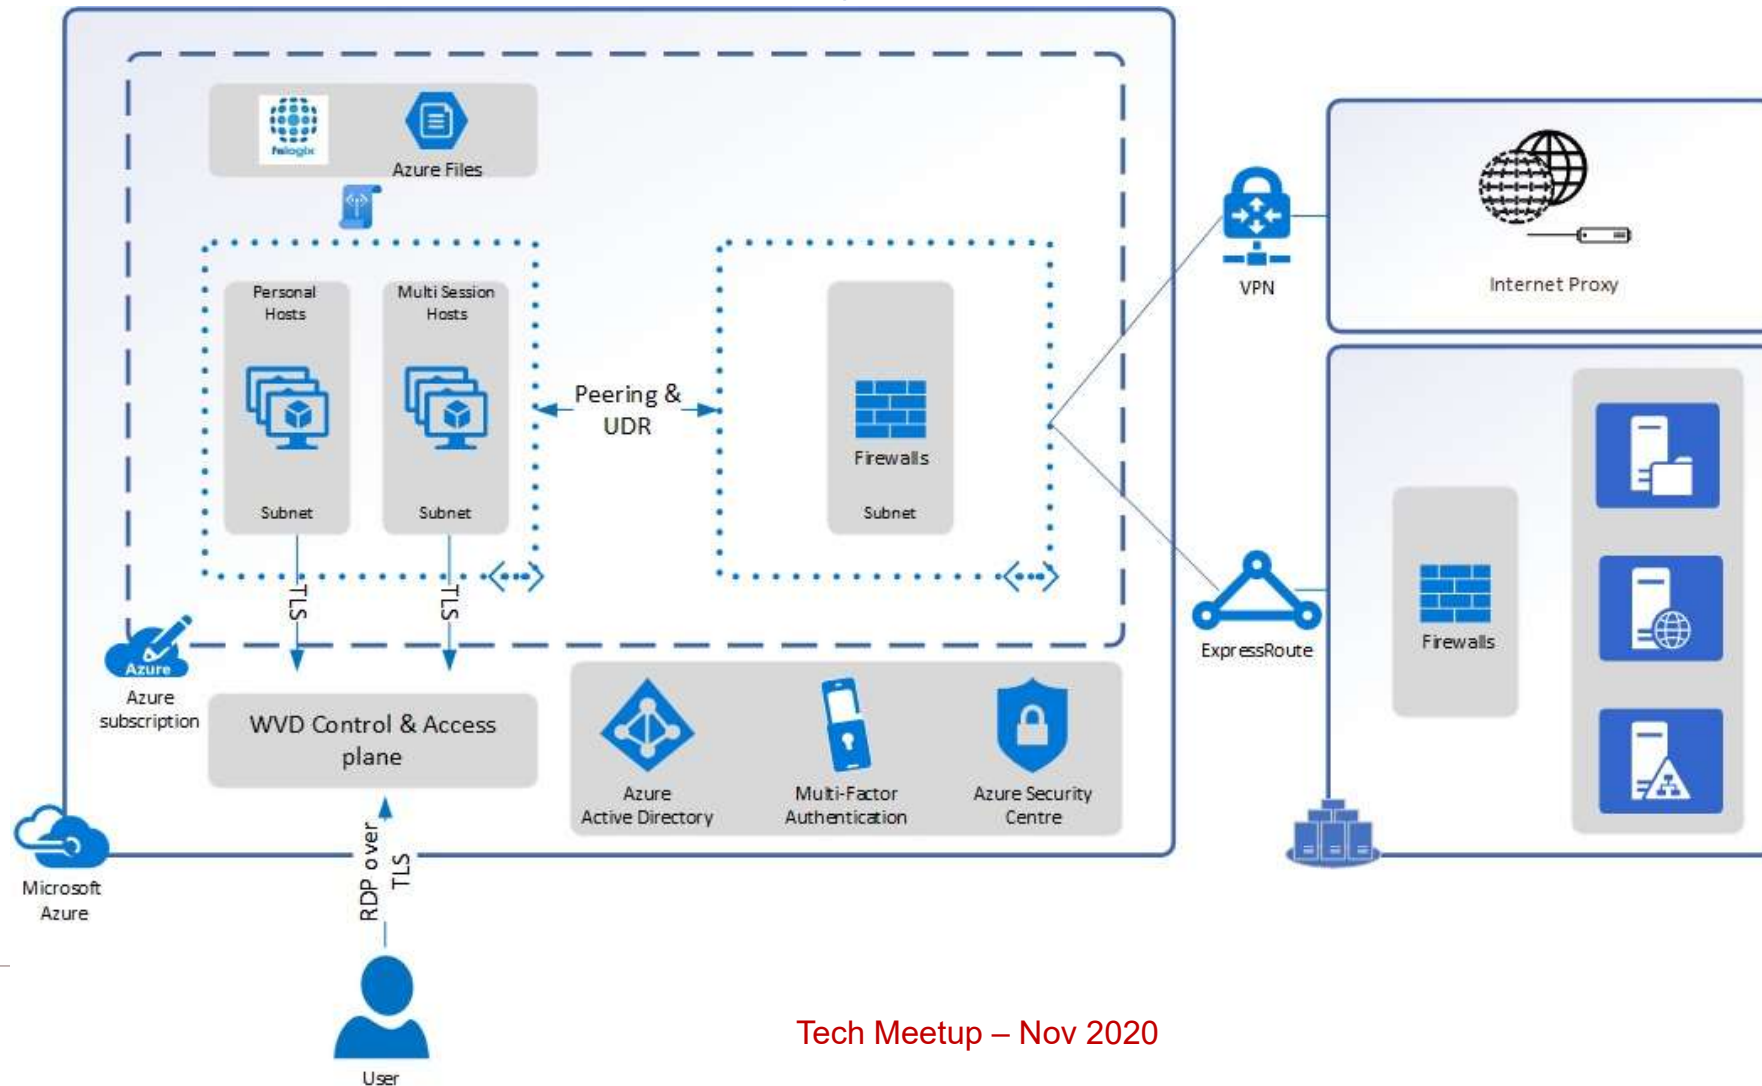 fslogix
Azure Files
Personal
Hosts
Multi Session
Hosts
Subnet
Subnet
Peering &
UDR
Firewalls
Subnet
TLS
TLS
VPN
Internet Proxy
ExpressRoute
Firewalls
Azure
Azure
subscription
WVD Control & Access
plane
Azure
Active Directory
Multi-Factor
Authentication
Azure Security
Centre
Microsoft
Azure
RDP over
TLS
User
Tech Meetup – Nov 2020